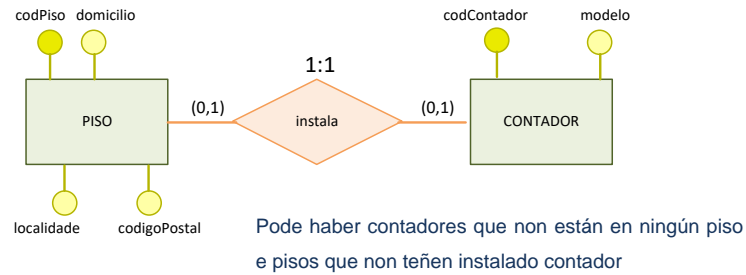 codPiso domicilio
codContador modelo
1:1
PISO (0,1) instala (0,1) CONTADOR
localidade codigoPostal
Pode haber contadores que non están en ningún piso
e pisos que non teñen instalado contador